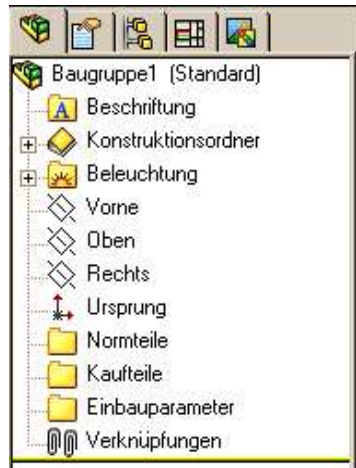 Baugruppe1 (Standard)
A Beschriftung
Konstruktionsordner
Beleuchtung
Vorne
Oben
Rechts
Ursprung
Normteile
Kaufteile
Einbauparameter
Verknüpfungen